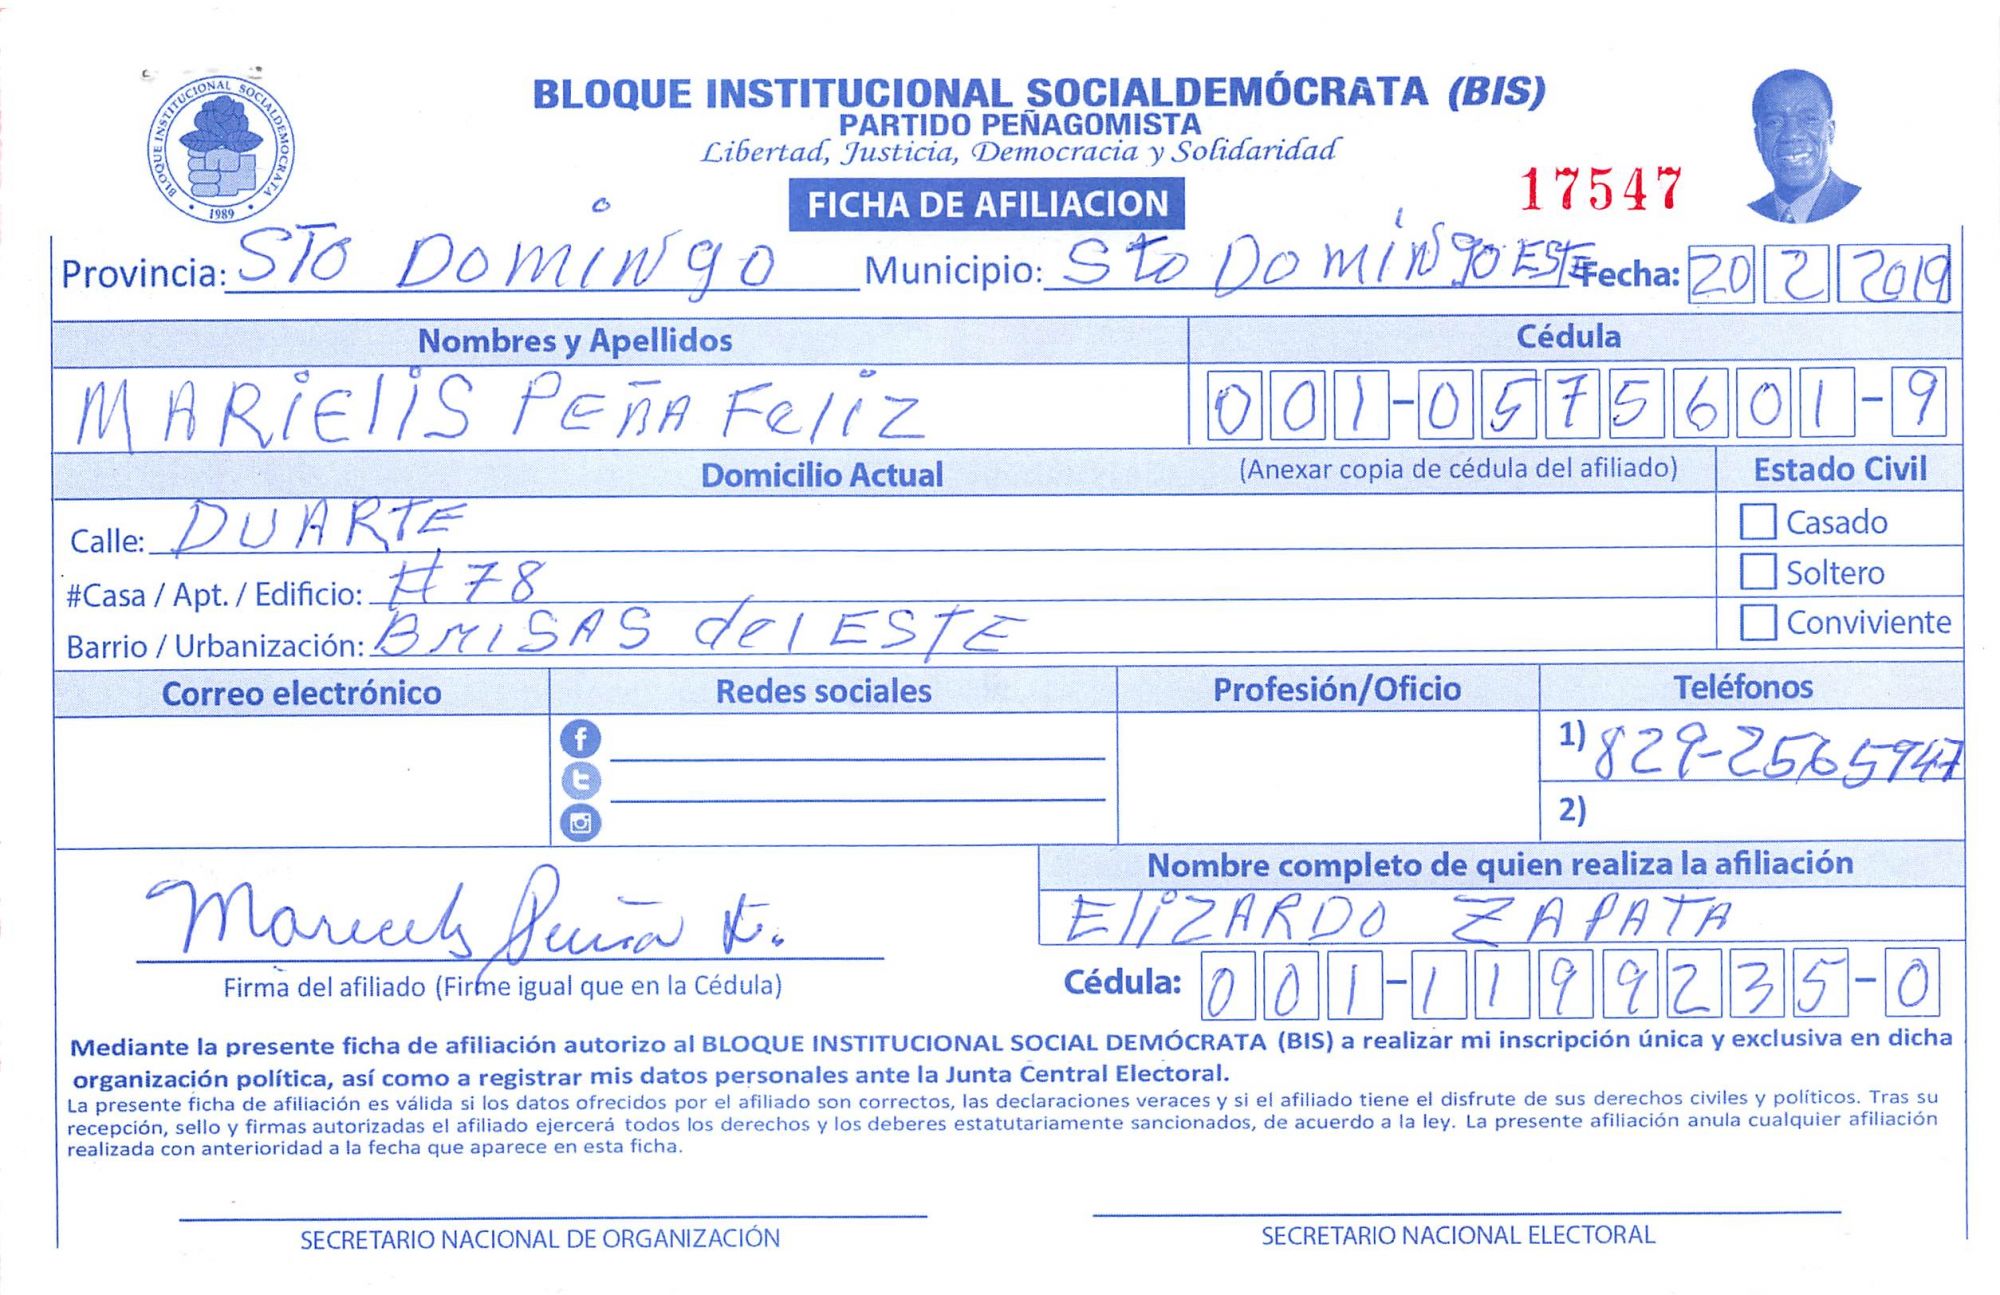 BLOQUE INSTITUCIONAL SOCIALDEMOCRATA
1989
BLOQUE INSTITUCIONAL SOCIALDEMÓCRATA (BIS)
PARTIDO PEÑAGOMISTA
Libertad, Justicia, Democracia y Solidaridad
FICHA DE AFILIACION
17547
Provincia: STO DOMINGO Municipio: Sto DOMINGO ESTE Fecha: 20 2 2019
Nombres y Apellidos Cédula
MARIElIS PEÑA FelIZ 001-0575601-9
Domicilio Actual (Anexar copia de cédula del afiliado) Estado Civil
Calle: DUARTE
Casado
#Casa / Apt. / Edificio: #78
Soltero
Barrio / Urbanización: BRISAS del ESTE
Conviviente
Correo electrónico Redes sociales Profesión/Oficio Teléfonos
1) 829-2565947
2)
Nombre completo de quien realiza la afiliación
ElIZARDO ZAPATA
Peña
Firma del afiliado (Firme igual que en la Cédula)
Cédula: 001-1199235-0
Mediante la presente ficha de afiliación autorizo al BLOQUE INSTITUCIONAL SOCIAL DEMÓCRATA (BIS) a realizar mi inscripción única y exclusiva en dicha
organización política, así como a registrar mis datos personales ante la Junta Central Electoral.
La presente ficha de afiliación es válida si los datos ofrecidos por el afiliado son correctos, las declaraciones veraces y si el afiliado tiene el disfrute de sus derechos civiles y políticos. Tras su
recepción, sello y firmas autorizadas el afiliado ejercerá todos los derechos y los deberes estatutariamente sancionados, de acuerdo a la ley. La presente afiliación anula cualquier afiliación
realizada con anterioridad a la fecha que aparece en esta ficha.
SECRETARIO NACIONAL DE ORGANIZACIÓN
SECRETARIO NACIONAL ELECTORAL